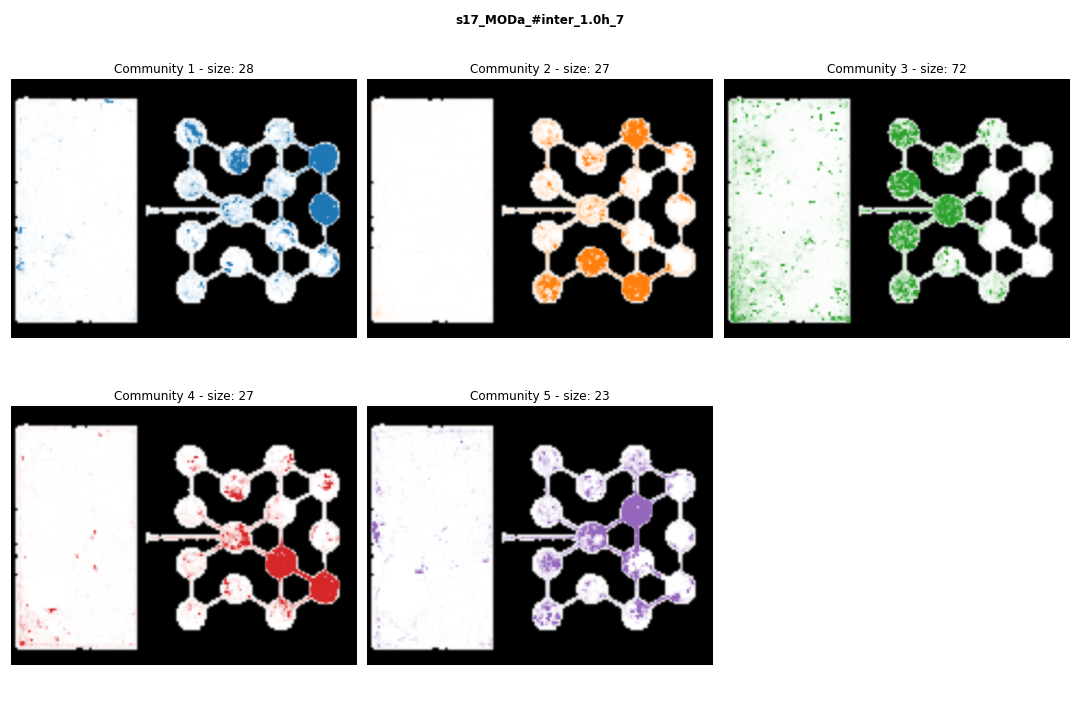 s17_MODa_#inter_1.0h_7
Community 1 - size: 28
Community 2 - size: 27
Community 3 - size: 72
Community 4 - size: 27
Community 5 - size: 23